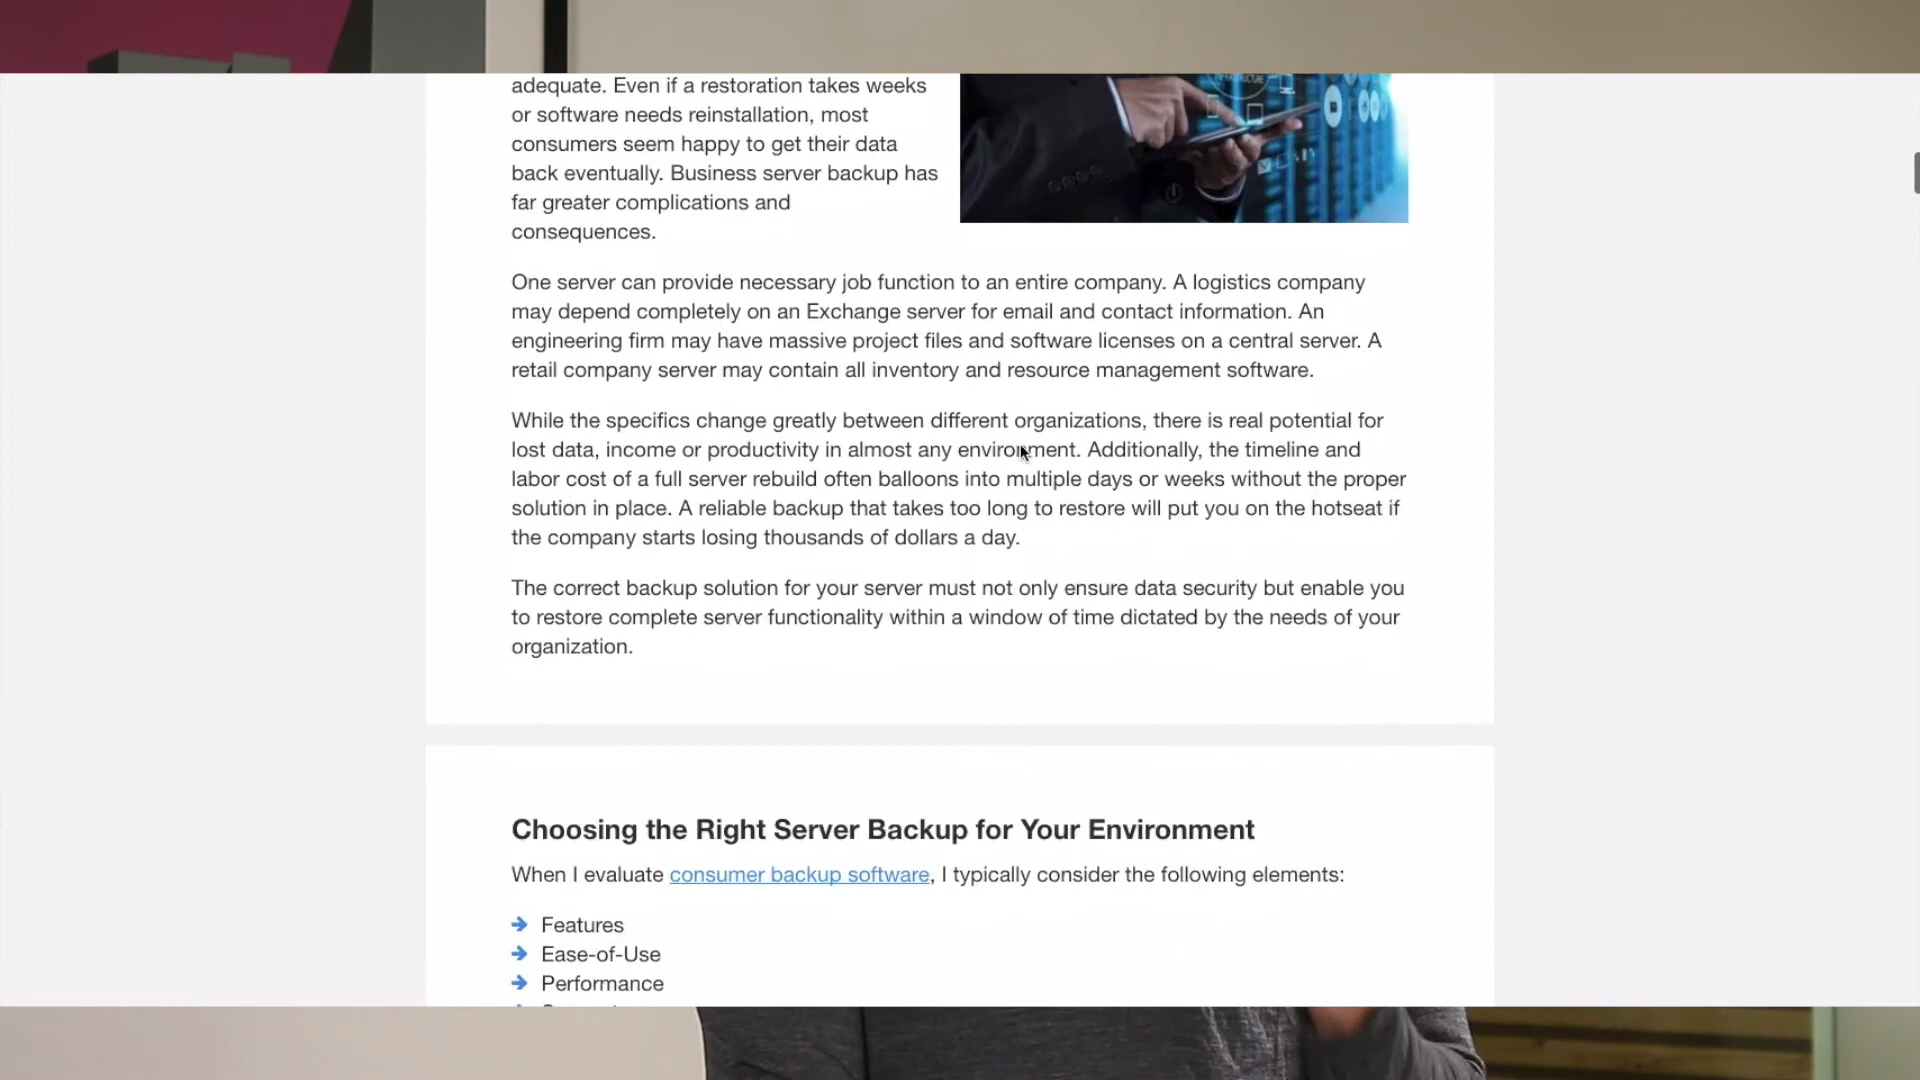 adequate. Even if a restoration takes weeks
or software needs reinstallation, most
consumers seem happy to get their data
back eventually. Business server backup has
far greater complications and
consequences.
One server can provide necessary job function to an entire company. A logistics company
may depend completely on an Exchange server for email and contact information. An
engineering firm may have massive project files and software licenses on a central server. A
retail company server may contain all inventory and resource management software.
While the specifics change greatly between different organizations, there is real potential for
lost data, income or productivity in almost any environment. Additionally, the timeline and
labor cost of a full server rebuild often balloons into multiple days or weeks without the proper
solution in place. A reliable backup that takes too long to restore will put you on the hotseat if
the company starts losing thousands of dollars a day.
The correct backup solution for your server must not only ensure data security but enable you
to restore complete server functionality within a window of time dictated by the needs of your
organization.
Choosing the Right Server Backup for Your Environment
When I evaluate consumer backup software, I typically consider the following elements:
Features
Ease-of-Use
Performance